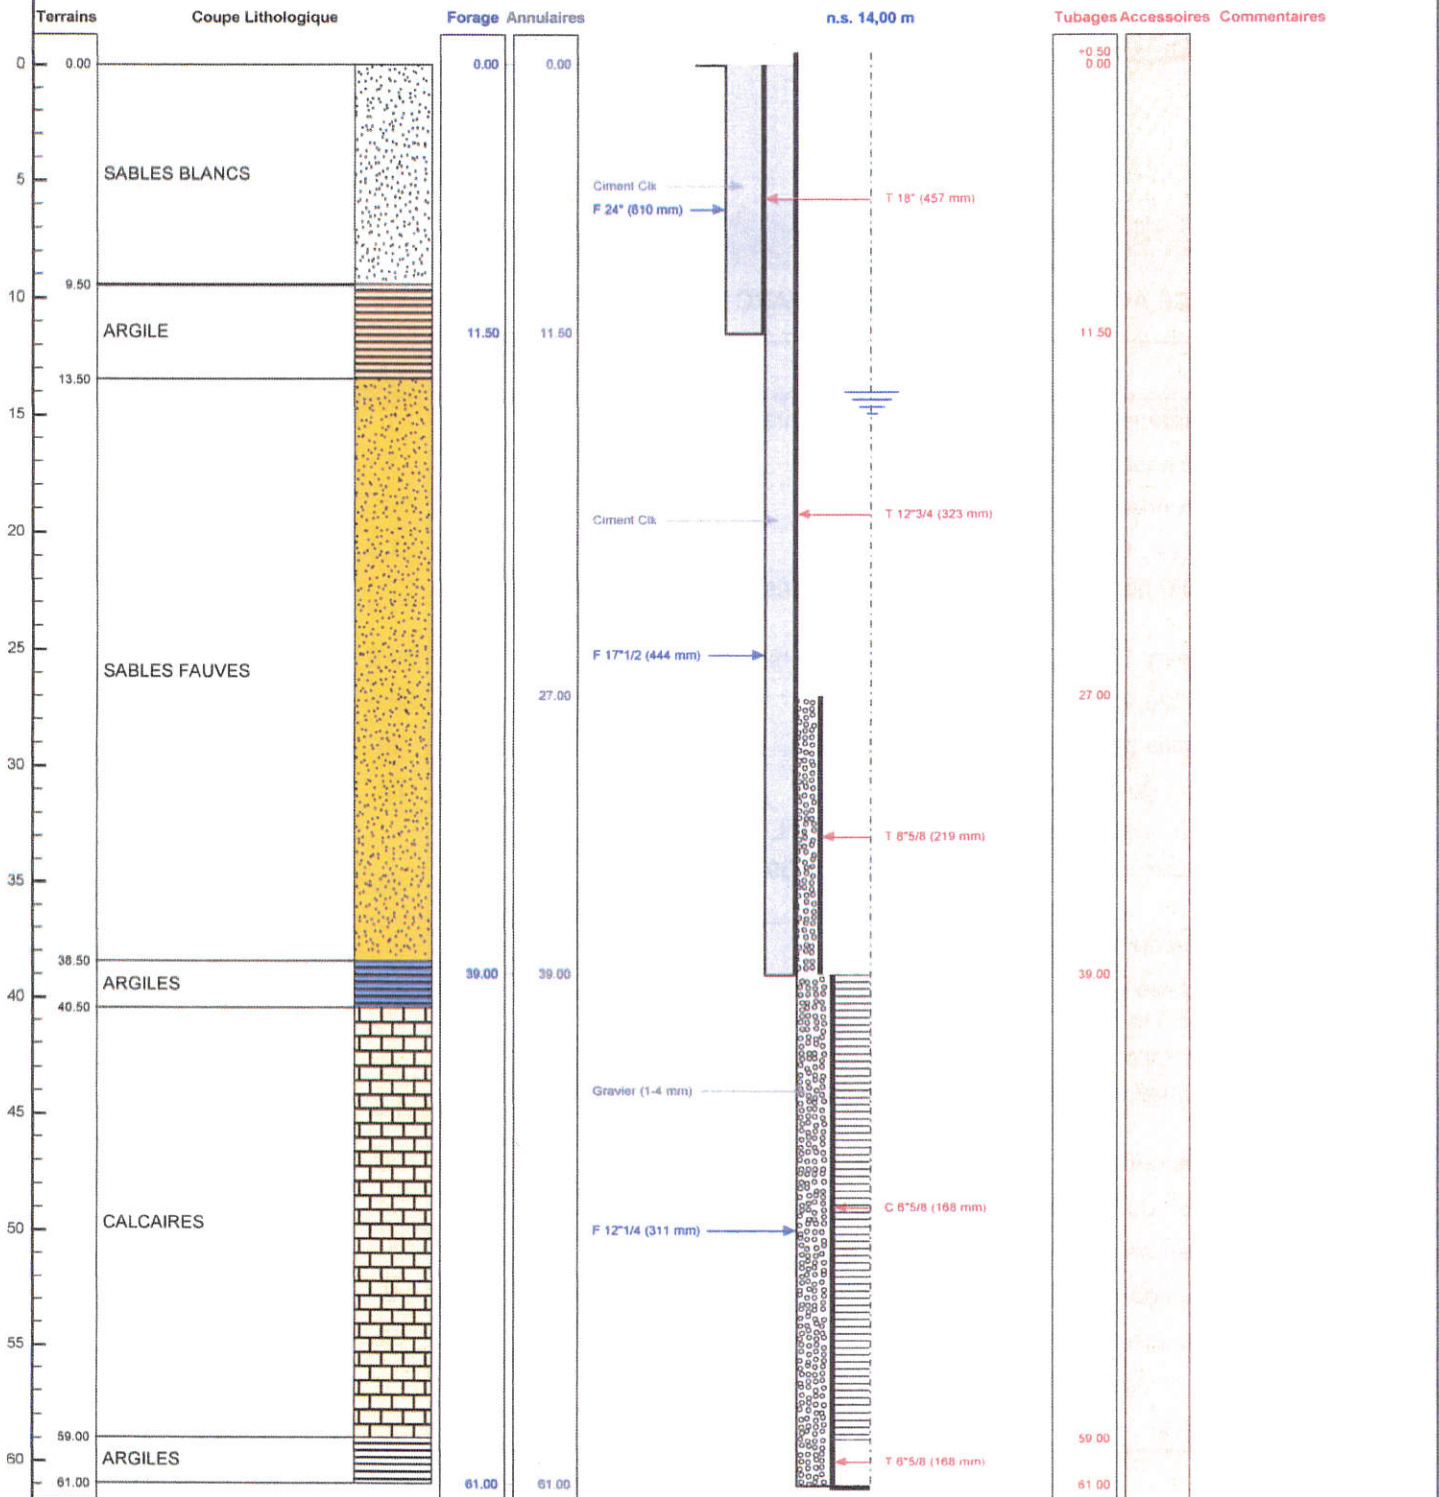 Terrains Coupe Lithologique Forage Annulaires n.s. 14,00 m Tubages Accessoires Commentaires
+0.50
0 0.00 0.00 0.00 0.00
SABLES BLANCS
5
Ciment Clk
T 18" (457 mm)
F 24" (610 mm)
9.50
10
ARGILE 11.50 11.50 11.50
13.50
15
T 12"3/4 (323 mm)
Ciment Clk
20
25
F 17"1/2 (444 mm)
SABLES FAUVES
27.00 27.00
30
T 8"5/8 (219 mm)
35
38.50
ARGILES 39.00 39.00 39.00
40
40.50
Gravier (1-4 mm)
45
C 6"5/8 (168 mm)
CALCAIRES
50
F 12"1/4 (311 mm)
55
59.00 59.00
60
ARGILES
T 6"5/8 (168 mm)
61.00 61.00 61.00 61.00